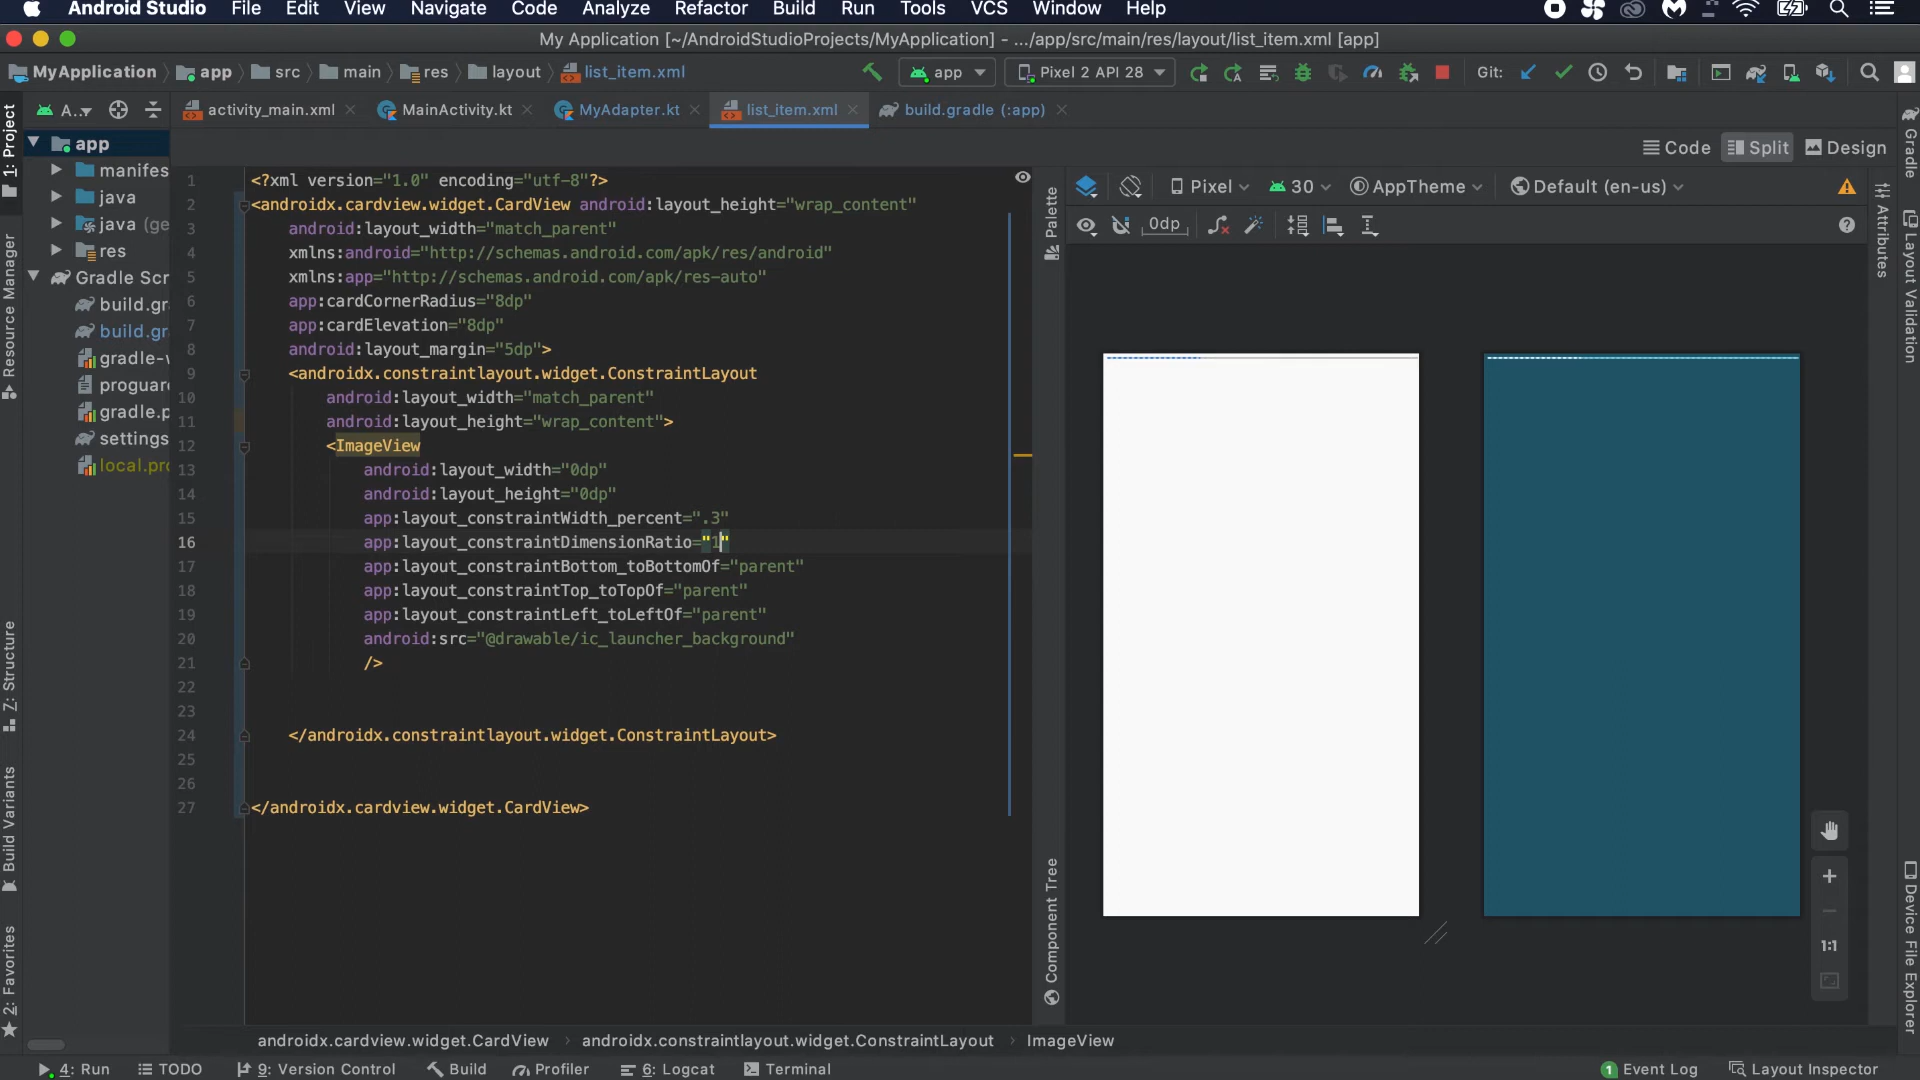 Android Studio File Edit View Navigate Code Analyze Refactor Build Run Tools VCS Window Help
My Application [~/AndroidStudioProjects/MyApplication] - .../app/src/main/res/layout/list_item.xml [app]
MyApplication app src main res layout list_item.xml app Pixel 2 API 28 Git:
A.. activity_main.xml MainActivity.kt MyAdapter.kt list_item.xml build.gradle (:app)
Code Split Design
Pixel 30 AppTheme Default (en-us)
0dp
1: Project
Resource Manager
Z: Structure
Build Variants
2: Favorites
app
manifes
java
java (ge
res
Gradle Scr
build.gr
build.gr
gradle-w
proguard
gradle.p
settings
local.pro
1 <?xml version="1.0" encoding="utf-8"?>
2 <androidx.cardview.widget.CardView android:layout_height="wrap_content"
3 android:layout_width="match_parent"
4 xmlns:android="http://schemas.android.com/apk/res/android"
5 xmlns:app="http://schemas.android.com/apk/res-auto"
6 app:cardCornerRadius="8dp"
7 app:cardElevation="8dp"
8 android:layout_margin="5dp">
9 <androidx.constraintlayout.widget.ConstraintLayout
10 android:layout_width="match_parent"
11 android:layout_height="wrap_content">
12 <ImageView
13 android:layout_width="0dp"
14 android:layout_height="0dp"
15 app:layout_constraintWidth_percent=".3"
16 app:layout_constraintDimensionRatio="1"
17 app:layout_constraintBottom_toBottomOf="parent"
18 app:layout_constraintTop_toTopOf="parent"
19 app:layout_constraintLeft_toLeftOf="parent"
20 android:src="@drawable/ic_launcher_background"
21 />
22
23
24 </androidx.constraintlayout.widget.ConstraintLayout>
25
26
27 </androidx.cardview.widget.CardView>
Palette
Component Tree
1:1
Attributes
Gradle
Layout Validation
Device File Explorer
androidx.cardview.widget.CardView androidx.constraintlayout.widget.ConstraintLayout ImageView
4: Run TODO 9: Version Control Build Profiler 6: Logcat Terminal 1 Event Log Layout Inspector